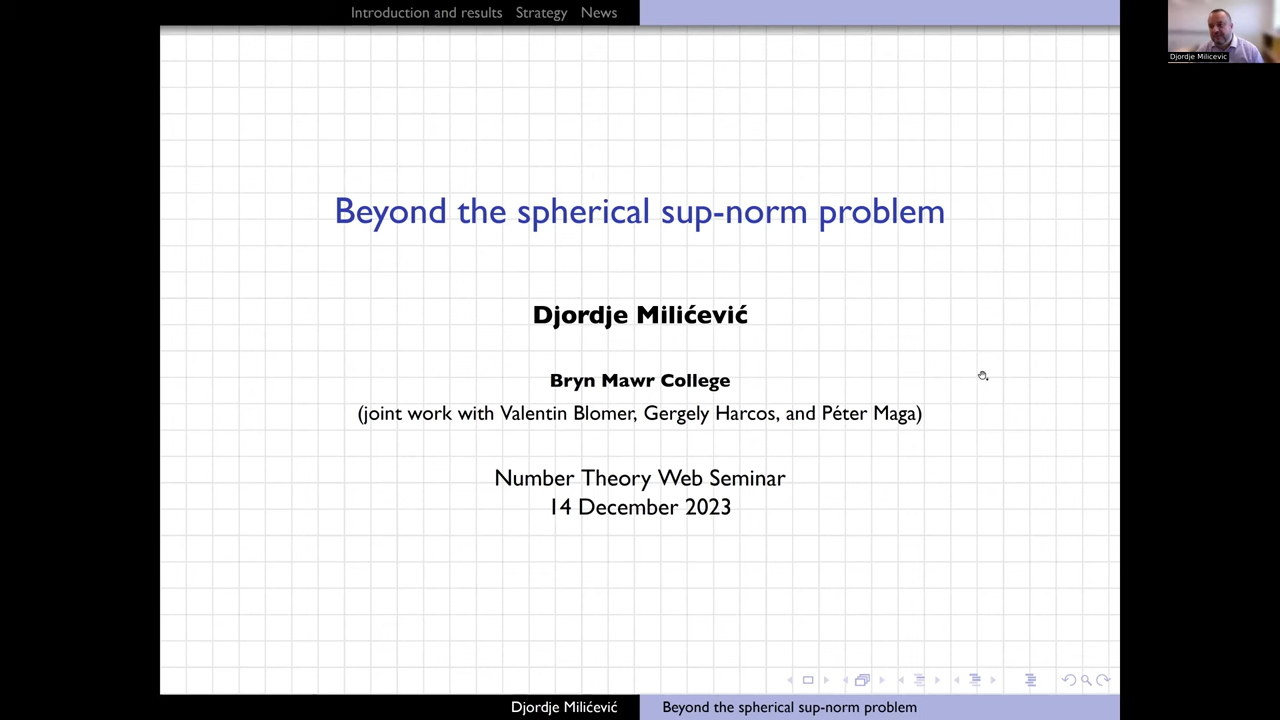 Introduction and results Strategy News
Djordje Milicevic
Beyond the spherical sup-norm problem
Djordje Milićević
Bryn Mawr College
(joint work with Valentin Blomer, Gergely Harcos, and Péter Maga)
Number Theory Web Seminar
14 December 2023
Djordje Milićević Beyond the spherical sup-norm problem